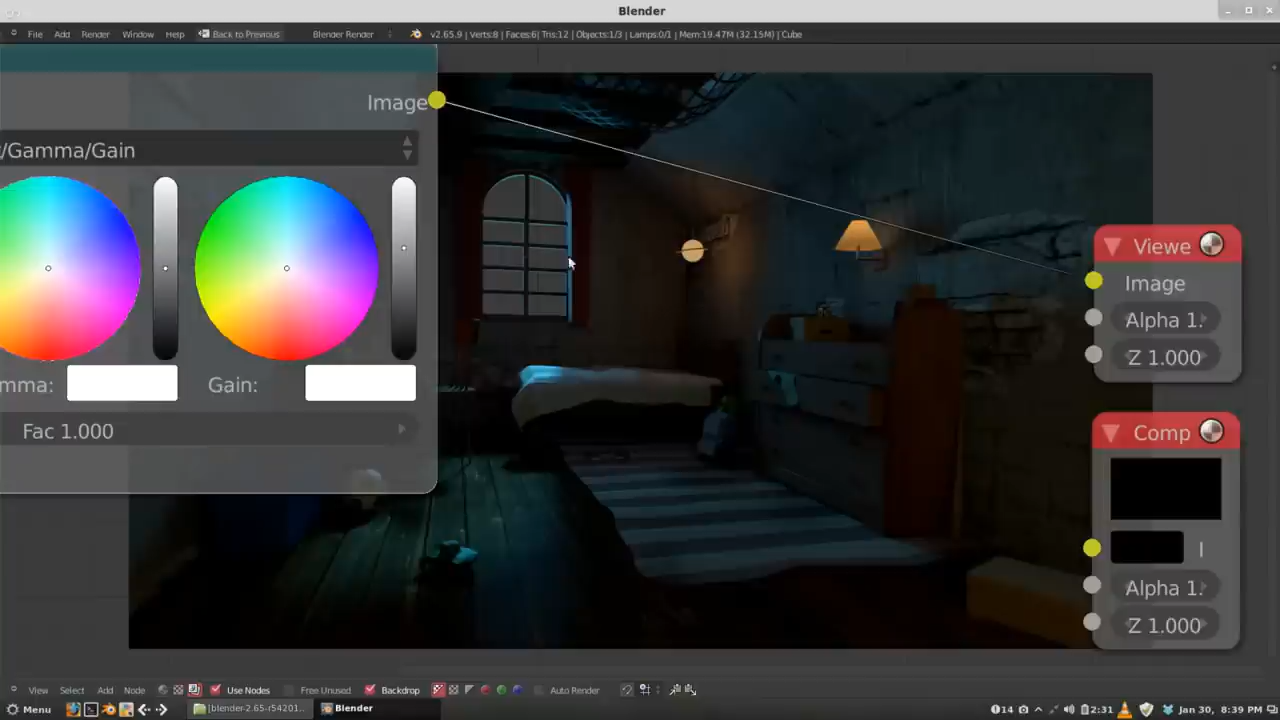 Blender
File Add Render Window Help Back to Previous Blender Render v2.65.9 | Verts:8 | Faces:6| Tris:12 | Objects:1/3 | Lamps:0/1 | Mem:19.47M (32.15M) | Cube
Image
/Gamma/Gain
mma: Gain:
Fac 1.000
Viewe
Image
Alpha 1.
Z 1.000
Comp
Alpha 1.
Z 1.000
View Select Add Node Use Nodes Free Unused Backdrop Auto Render
Menu [blender-2.65-r54201... Blender 14 2:31 Jan 30, 8:39 PM